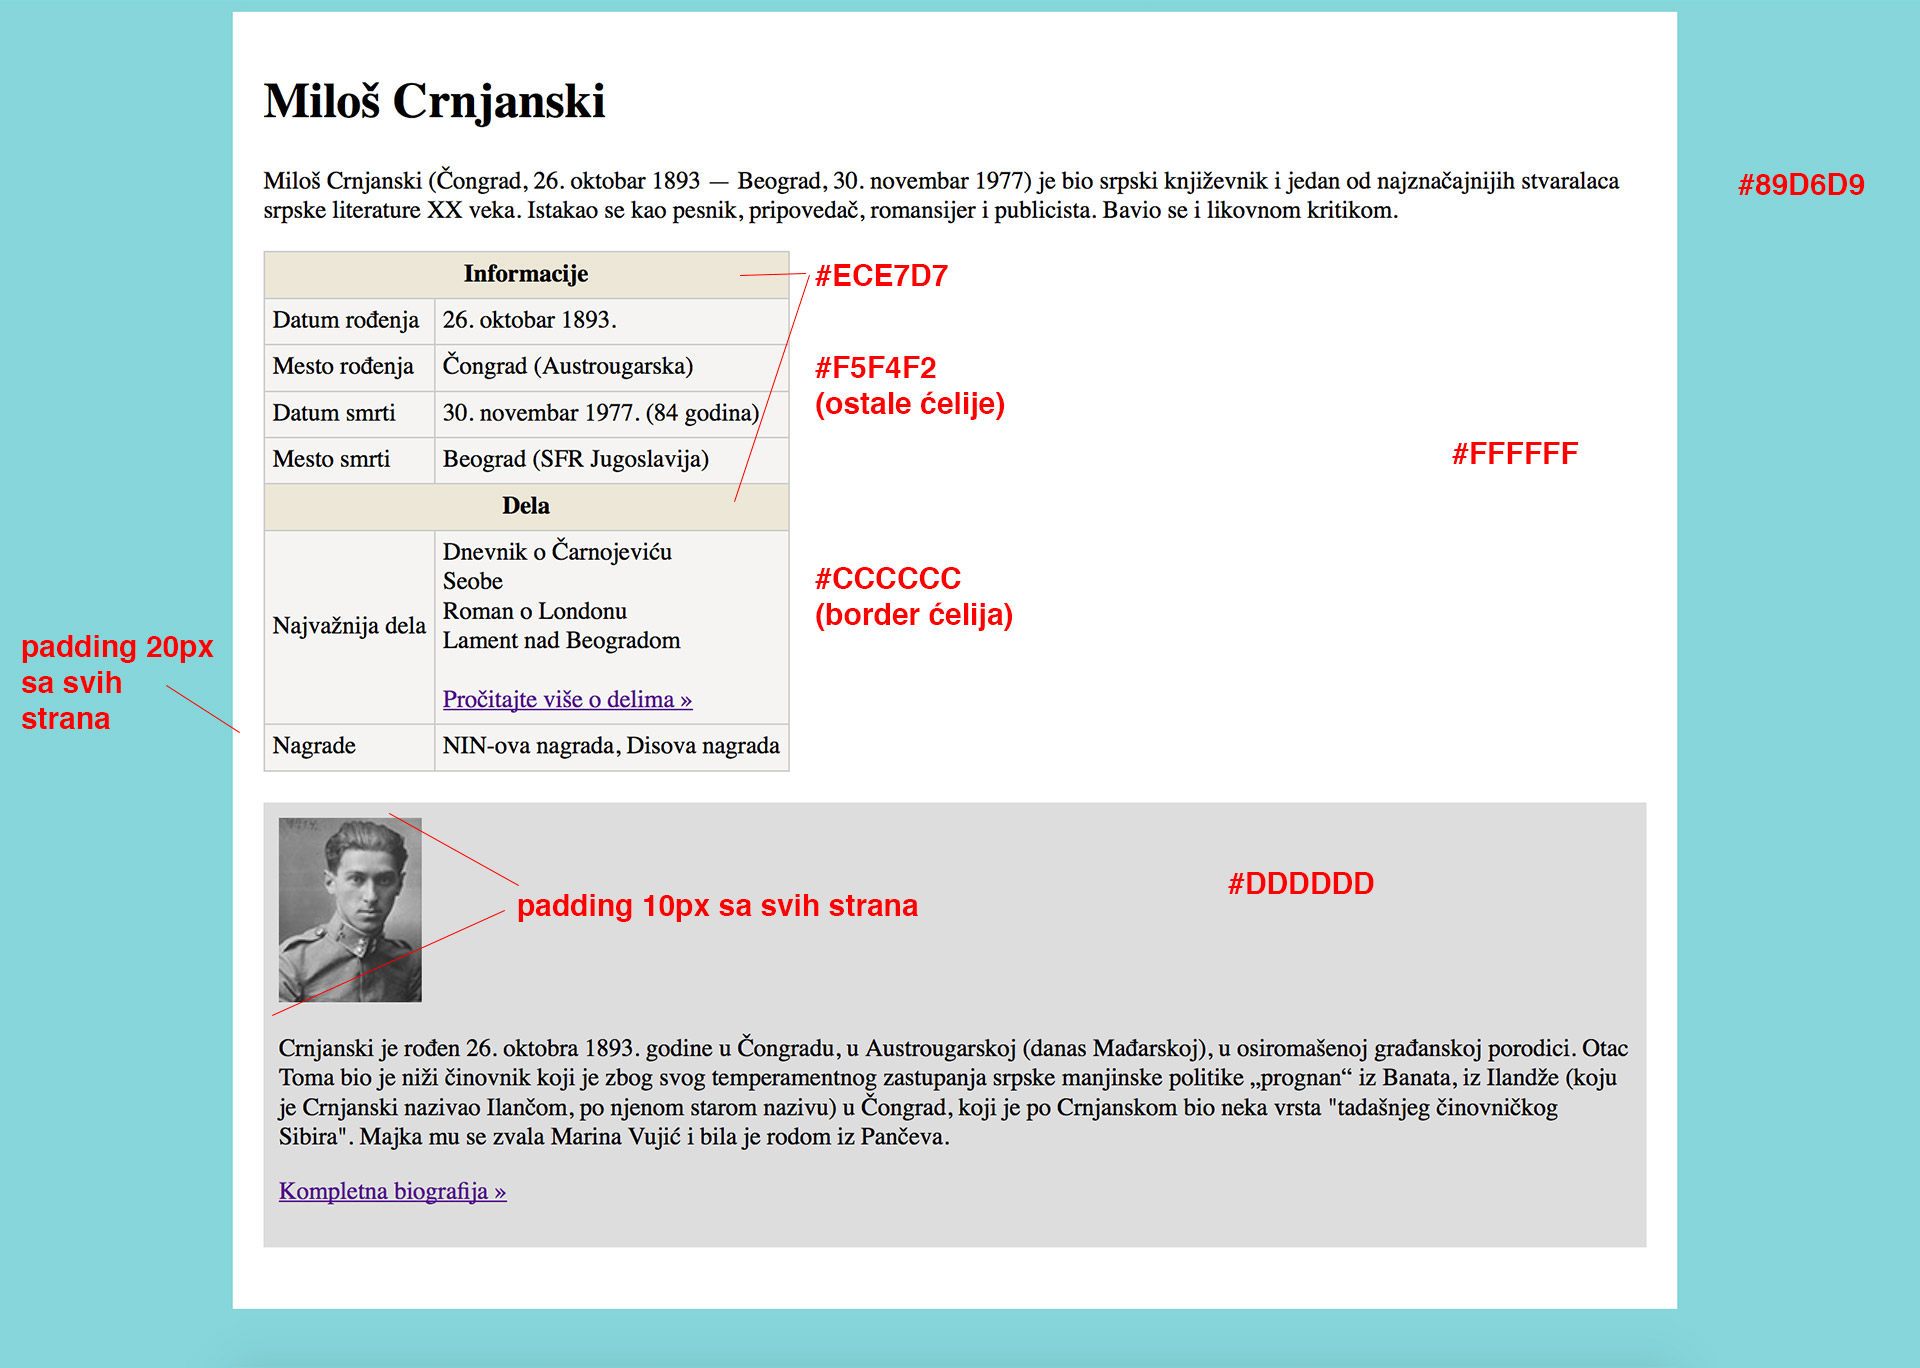 Miloš Crnjanski
Miloš Crnjanski (Čongrad, 26. oktobar 1893 — Beograd, 30. novembar 1977) je bio srpski književnik i jedan od najznačajnijih stvaralaca
srpske literature XX veka. Istakao se kao pesnik, pripovedač, romansijer i publicista. Bavio se i likovnom kritikom.
#89D6D9
Informacije
#ECE7D7
Datum rođenja 26. oktobar 1893.
Mesto rođenja Čongrad (Austrougarska)
#F5F4F2
(ostale ćelije)
Datum smrti 30. novembar 1977. (84 godina)
Mesto smrti Beograd (SFR Jugoslavija)
#FFFFFF
Dela
Najvažnija dela
Dnevnik o Čarnojeviću
Seobe
Roman o Londonu
Lament nad Beogradom
Pročitajte više o delima »
#CCCCCC
(border ćelija)
padding 20px
sa svih
strana
Nagrade NIN-ova nagrada, Disova nagrada
padding 10px sa svih strana
#DDDDDD
Crnjanski je rođen 26. oktobra 1893. godine u Čongradu, u Austrougarskoj (danas Mađarskoj), u osiromašenoj građanskoj porodici. Otac
Toma bio je niži činovnik koji je zbog svog temperamentnog zastupanja srpske manjinske politike „prognan“ iz Banata, iz Ilandže (koju
je Crnjanski nazivao Ilančom, po njenom starom nazivu) u Čongrad, koji je po Crnjanskom bio neka vrsta "tadašnjeg činovničkog
Sibira". Majka mu se zvala Marina Vujić i bila je rodom iz Pančeva.
Kompletna biografija »